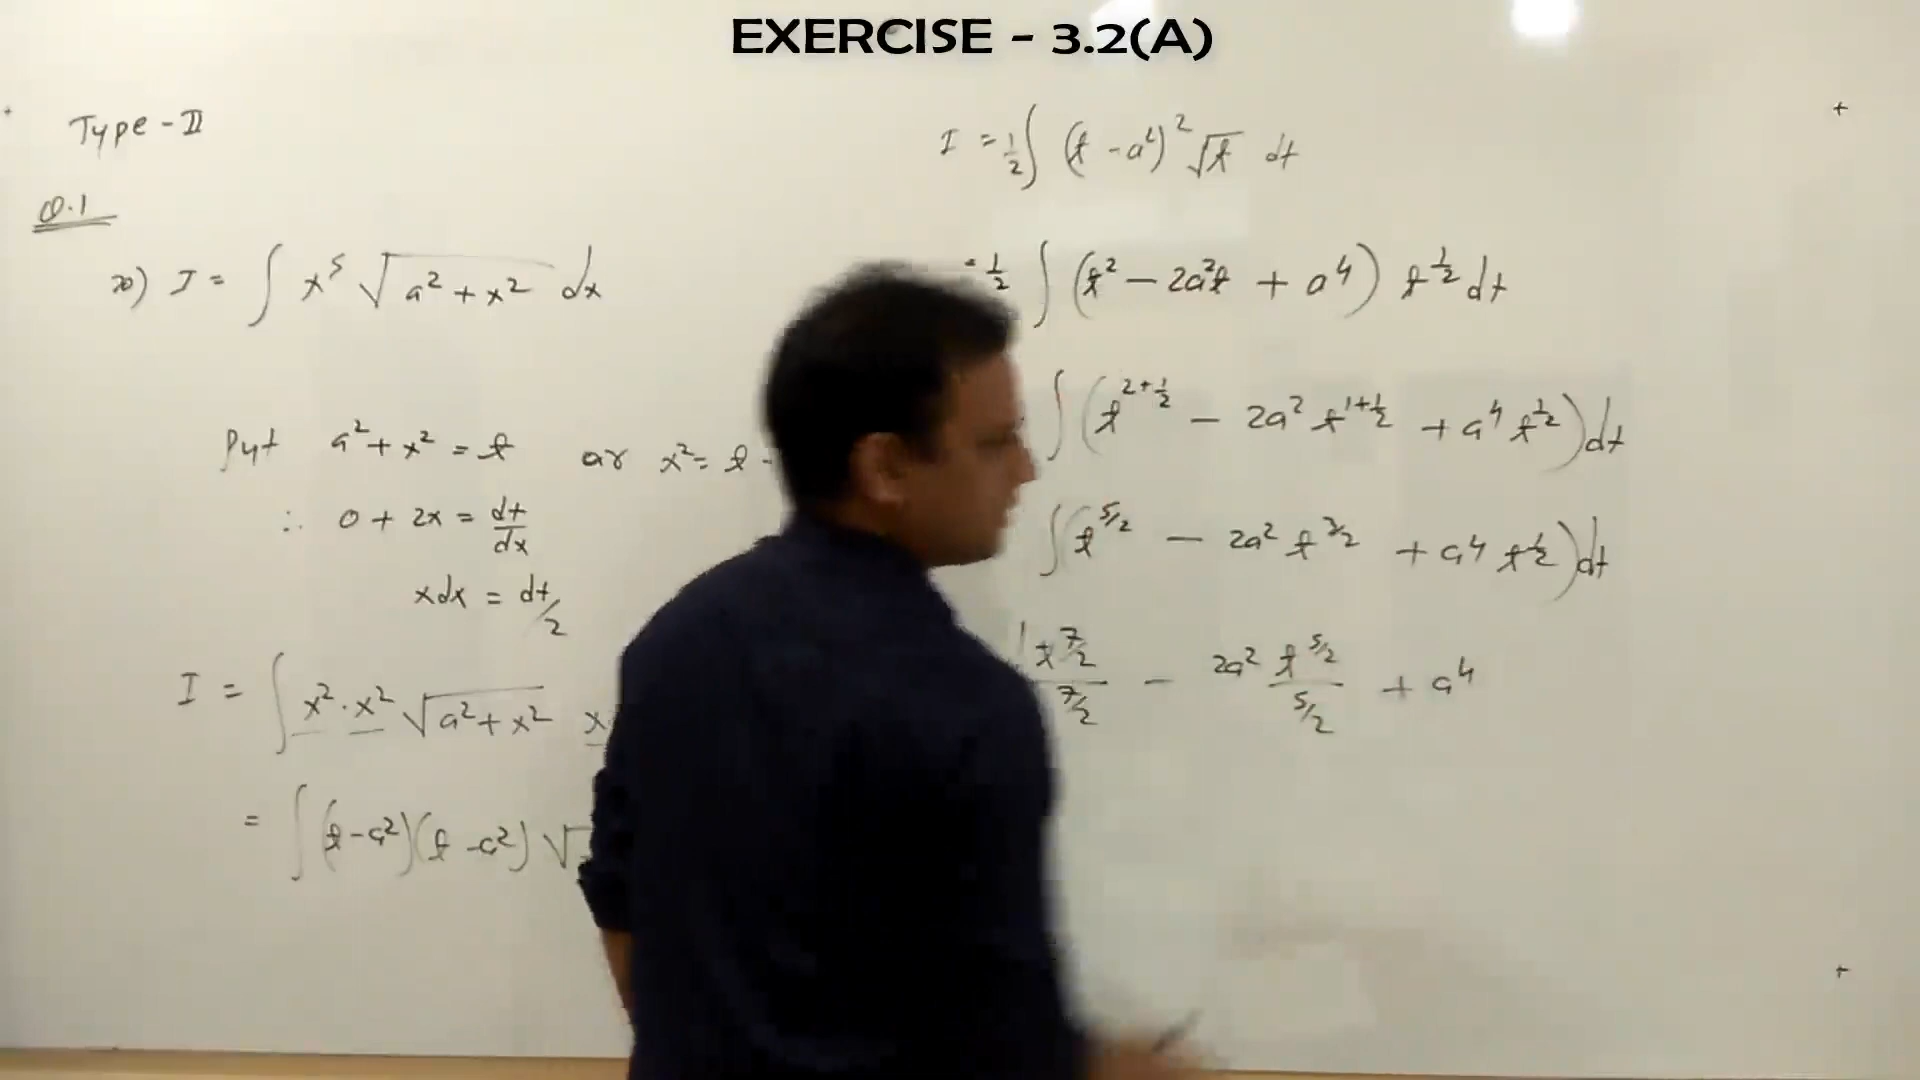 EXERCISE - 3.2(A)
Type - II
Q.1
x) I = ∫ x⁵ √(a² + x²) dx
Put a² + x² = t or x² = t -
∴ 0 + 2x = dt/dx
xdx = dt/2
I = ∫ x² · x² √(a² + x²) x
= ∫ (t - a²)(t - a²) √
I = 1/2 ∫ (t - a²)² √t dt
= 1/2 ∫ (t² - 2a²t + a⁴) t^(1/2) dt
∫ (t^(2+1/2) - 2a² t^(1+1/2) + a⁴ t^(1/2)) dt
∫ (t^(5/2) - 2a² t^(3/2) + a⁴ t^(1/2)) dt
t^(7/2)/(7/2) - 2a² t^(5/2)/(5/2) + a⁴